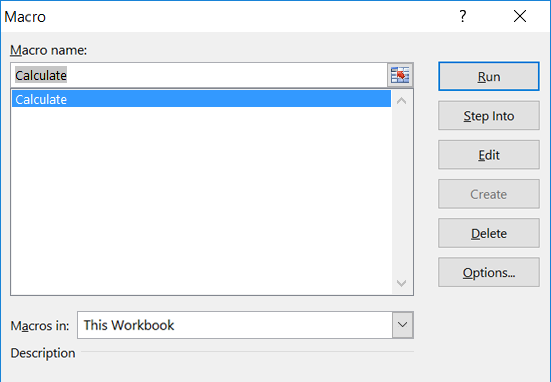 Macro
Macro name:
Calculate
Calculate
Run
Step Into
Edit
Create
Delete
Options...
Macros in:
This Workbook
Description